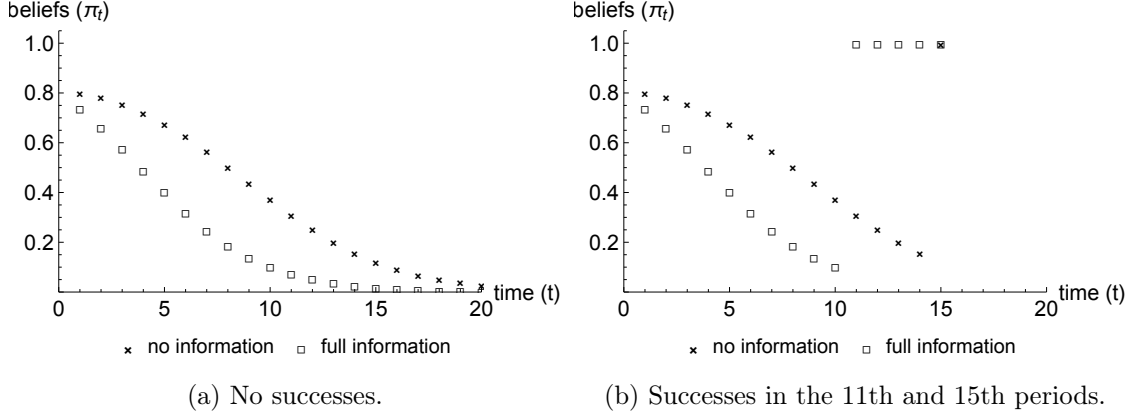 beliefs (πt)
1.0
0.8
0.6
0.4
0.2
0 5 10 15 20
time (t)
× no information □ full information
(a) No successes.
beliefs (πt)
1.0
0.8
0.6
0.4
0.2
0 5 10 15 20
time (t)
× no information □ full information
(b) Successes in the 11th and 15th periods.